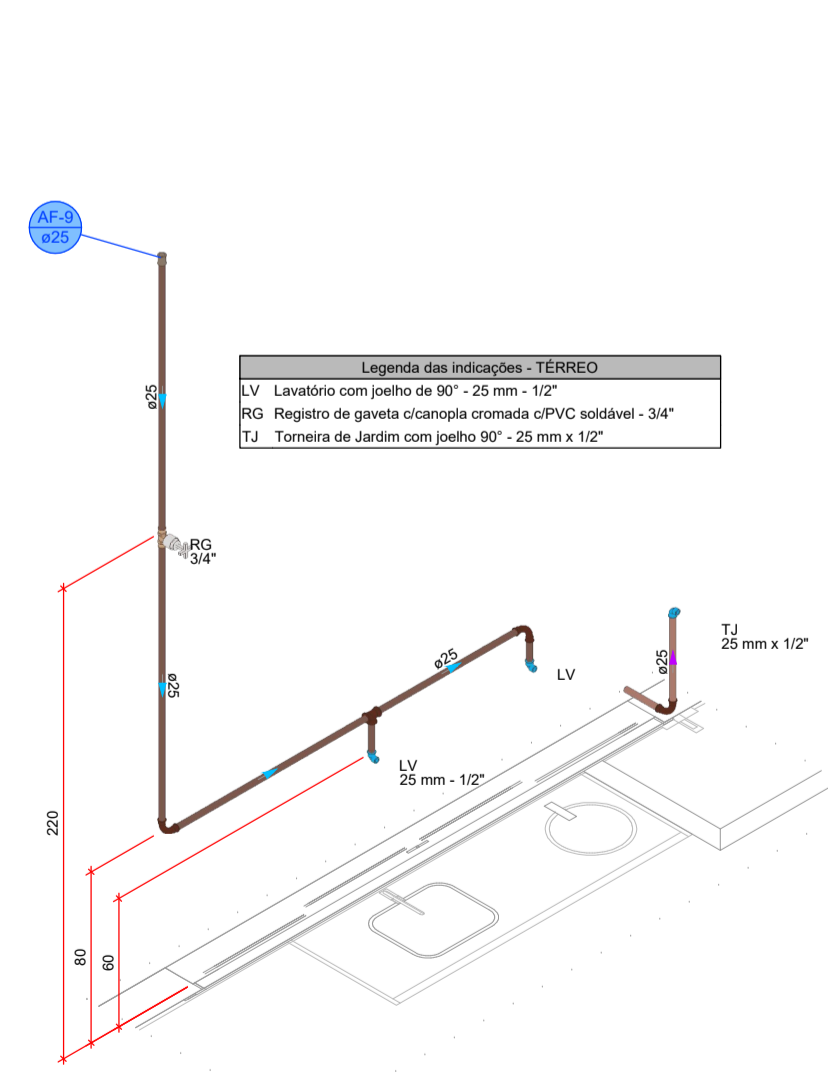 AF-9
ø25
ø25
Legenda das indicações - TÉRREO
LV Lavatório com joelho de 90° - 25 mm - 1/2"
RG Registro de gaveta c/canopla cromada c/PVC soldável - 3/4"
TJ Torneira de Jardim com joelho 90° - 25 mm x 1/2"
RG
3/4"
ø25
ø25
LV
TJ
25 mm x 1/2"
ø25
LV
25 mm - 1/2"
220
80
60